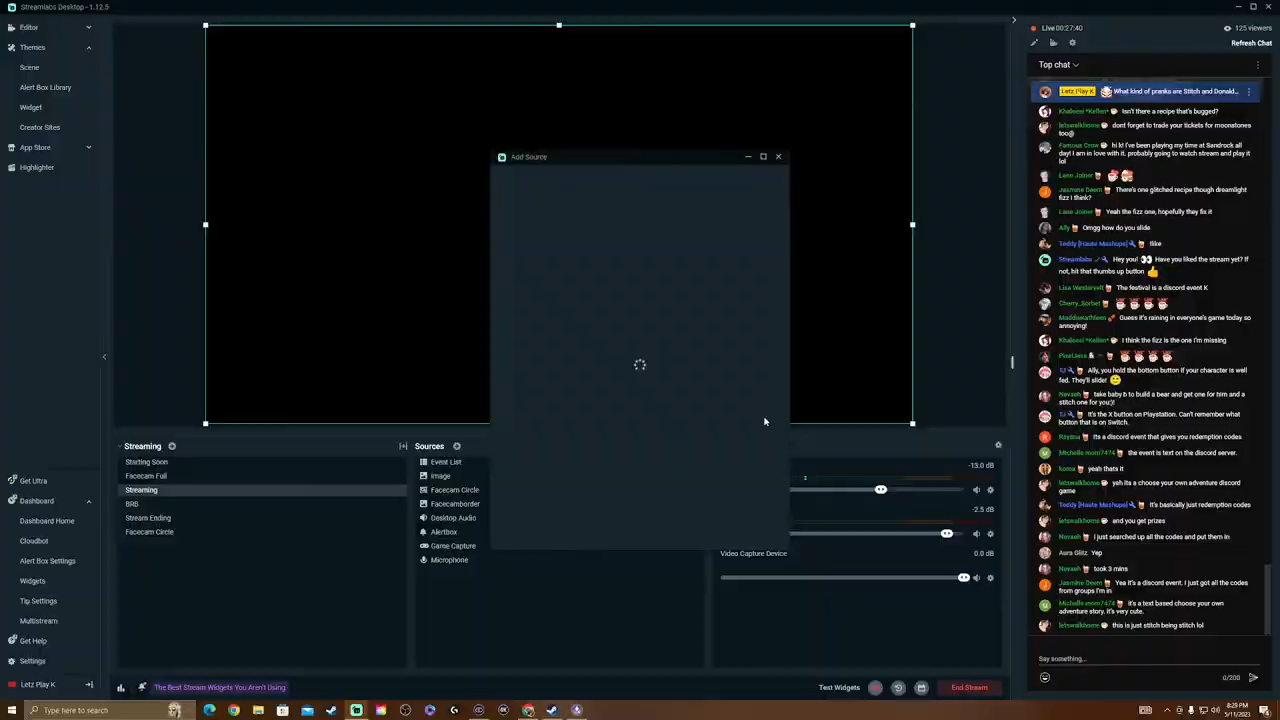 Streamlabs Desktop - 1.12.5
Editor
Themes
Scene
Alert Box Library
Widget
Creator Sites
App Store
Highlighter
Get Ultra
Dashboard
Dashboard Home
Cloudbot
Alert Box Settings
Widgets
Tip Settings
Multistream
Get Help
Settings
Letz Play K
Add Source
Streaming
Starting Soon
Facecam Full
Streaming
BRB
Stream Ending
Facecam Circle
Sources
Event List
Image
Facecam Circle
Facecamborder
Desktop Audio
Alertbox
Game Capture
Microphone
-13.0 dB
-2.5 dB
Video Capture Device
0.0 dB
The Best Stream Widgets You Aren't Using
Test Widgets
End Stream
Live 00:27:40
125 viewers
Refresh Chat
Top chat
Letz Play K What kind of pranks are Stitch and Donald...
Khaleesi *Kellen* Isn't there a recipe that's bugged?
letswalkhome dont forget to trade your tickets for moonstones
too@
Famous Crow hi k! I've been playing my time at Sandrock all
day! I am in love with it. probably going to watch stream and play it
lol
Lane Joiner
Jasmine Deem There's one glitched recipe though dreamlight
fizz I think?
Lane Joiner Yeah the fizz one, hopefully they fix it
Ally Omgg how do you slide
Teddy [Haute Mashups] !like
Streamlabs Hey you! Have you liked the stream yet? If
not, hit that thumbs up button
Lisa Westervelt The festival is a discord event K
Cherry_Sorbet
MaddieKathleen Guess it's raining in everyone's game today so
annoying!
Khaleesi *Kellen* I think the fizz is the one I'm missing
Ally, you hold the bottom button if your character is well
fed. They'll slide!
Nevaeh take baby b to build a bear and get one for him and a
stitch one for you:)!
It's the X button on Playstation. Can't remember what
button that is on Switch.
Rayana Its a discord event that gives you redemption codes
Michelle mom7474 the event is text on the discord server.
koma yeah thats it
letswalkhome yah its a choose your own adventure discord
game
Teddy [Haute Mashups] It's basically just redemption codes
letswalkhome and you get prizes
Nevaeh i just searched up all the codes and put them in
Aura Glitz Yep
Nevaeh took 3 mins
Jasmine Deem Yea it's a discord event. I just got all the codes
from groups I'm in
Michelle mom7474 it's a text based choose your own
adventure story. it's very cute.
letswalkhome this is just stitch being stitch lol
Say something...
0/200
Type here to search
8:29 PM
5/11/2023